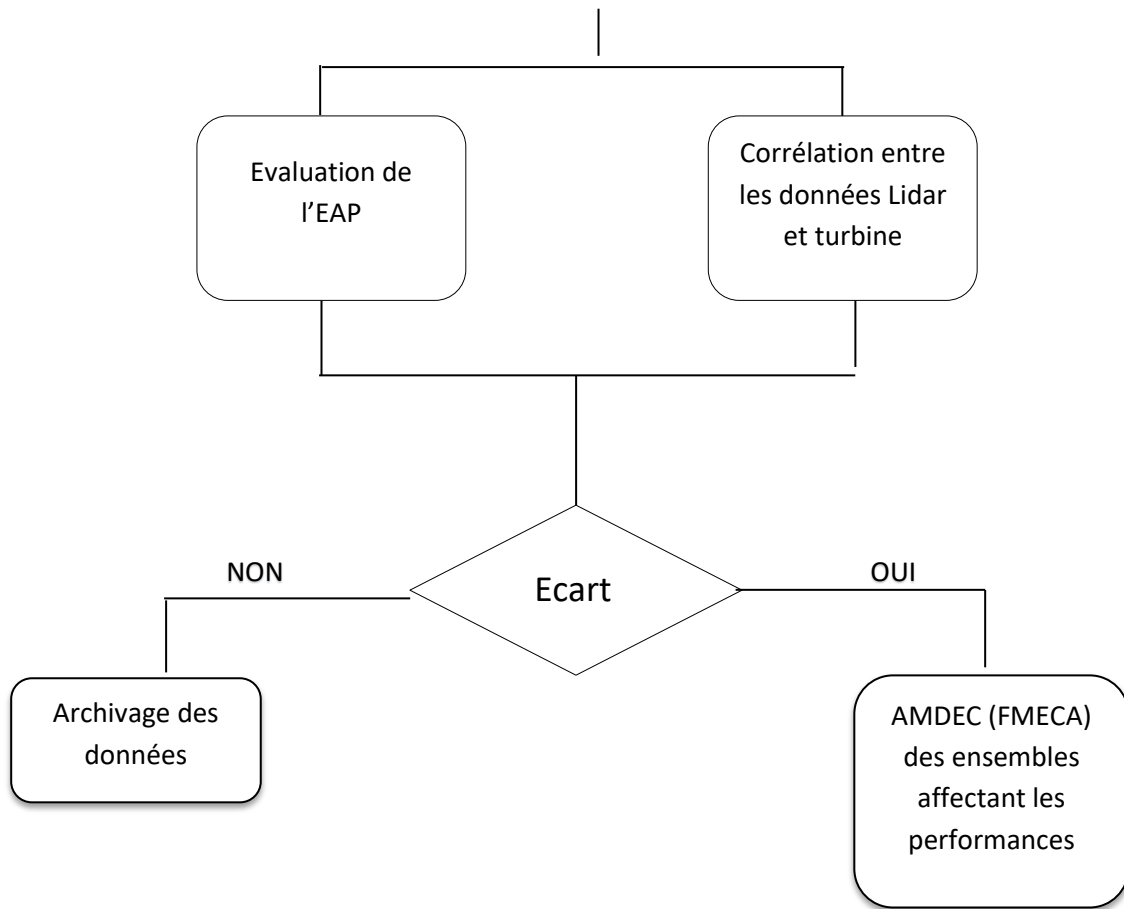 Evaluation de
l’EAP
Corrélation entre
les données Lidar
et turbine
NON
Ecart
OUI
Archivage des
données
AMDEC (FMECA)
des ensembles
affectant les
performances